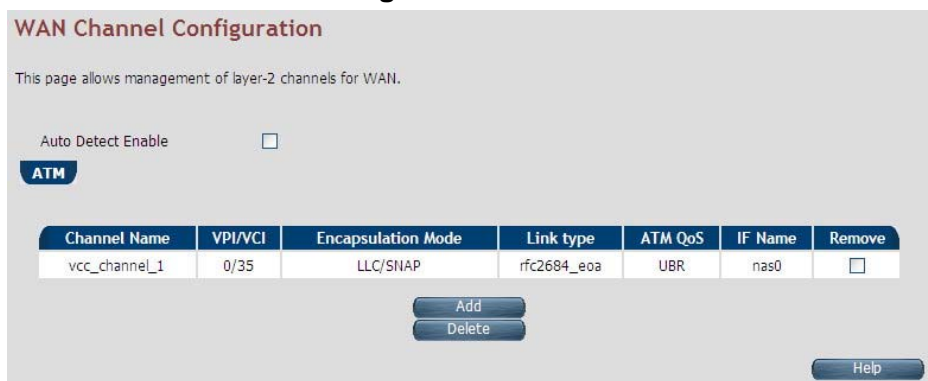 WAN Channel Configuration
This page allows management of layer-2 channels for WAN.
Auto Detect Enable
ATM
Channel Name VPI/VCI Encapsulation Mode Link type ATM QoS IF Name Remove
vcc_channel_1 0/35 LLC/SNAP rfc2684_eoa UBR nas0
Add
Delete
Help